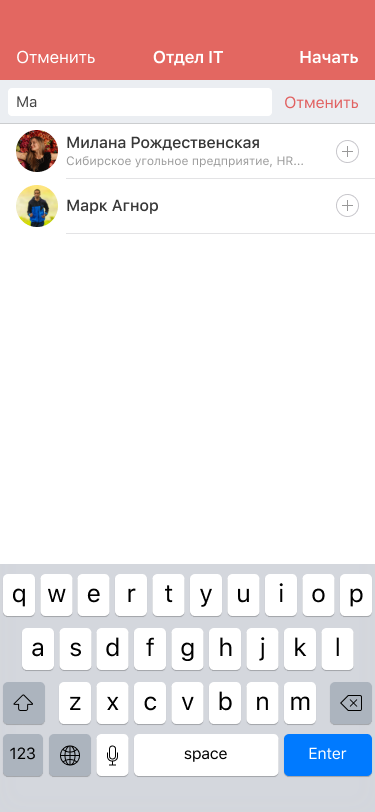 Отменить Отдел IT Начать
Ма Отменить
Милана Рождественская
Сибирское угольное предприятие, HR...
Марк Агнор
q w e r t y u i o p
a s d f g h j k l
z x c v b n m
123 space Enter